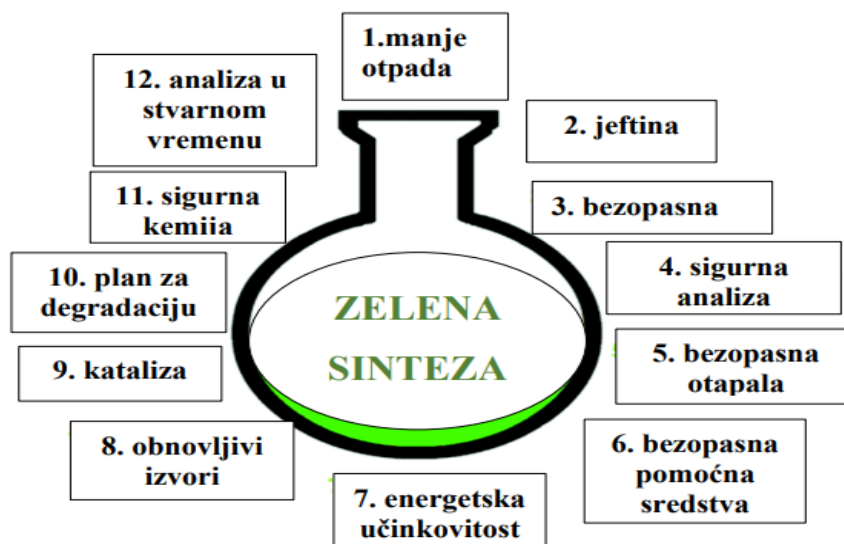 1.manje
otpada
2. jeftina
3. bezopasna
4. sigurna
analiza
5. bezopasna
otapala
6. bezopasna
pomoćna
sredstva
7. energetska
učinkovitost
8. obnovljivi
izvori
9. kataliza
10. plan za
degradaciju
11. sigurna
kemija
12. analiza u
stvarnom
vremenu
ZELENA
SINTEZA